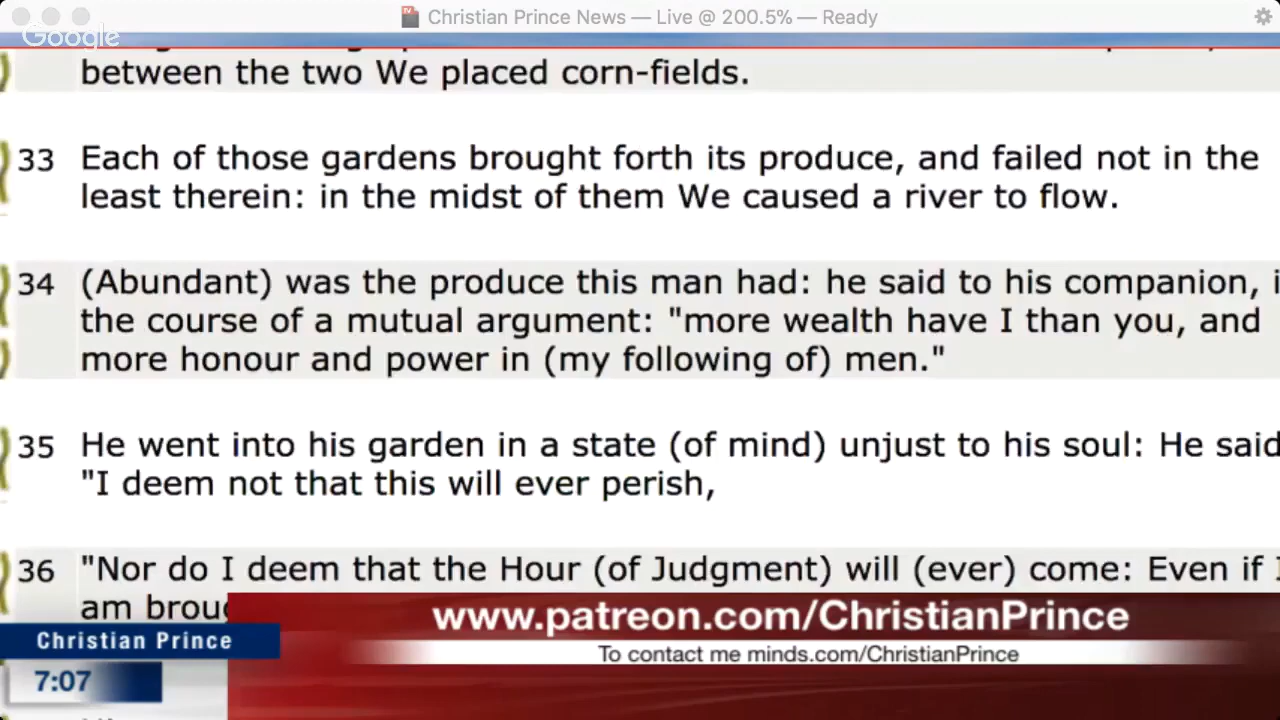 Christian Prince News — Live @ 200.5% — Ready
Google
between the two We placed corn-fields.
33 Each of those gardens brought forth its produce, and failed not in the
least therein: in the midst of them We caused a river to flow.
34 (Abundant) was the produce this man had: he said to his companion, i
the course of a mutual argument: "more wealth have I than you, and
more honour and power in (my following of) men."
35 He went into his garden in a state (of mind) unjust to his soul: He said
"I deem not that this will ever perish,
36 "Nor do I deem that the Hour (of Judgment) will (ever) come: Even if I
am broug
www.patreon.com/ChristianPrince
Christian Prince
To contact me minds.com/ChristianPrince
7:07